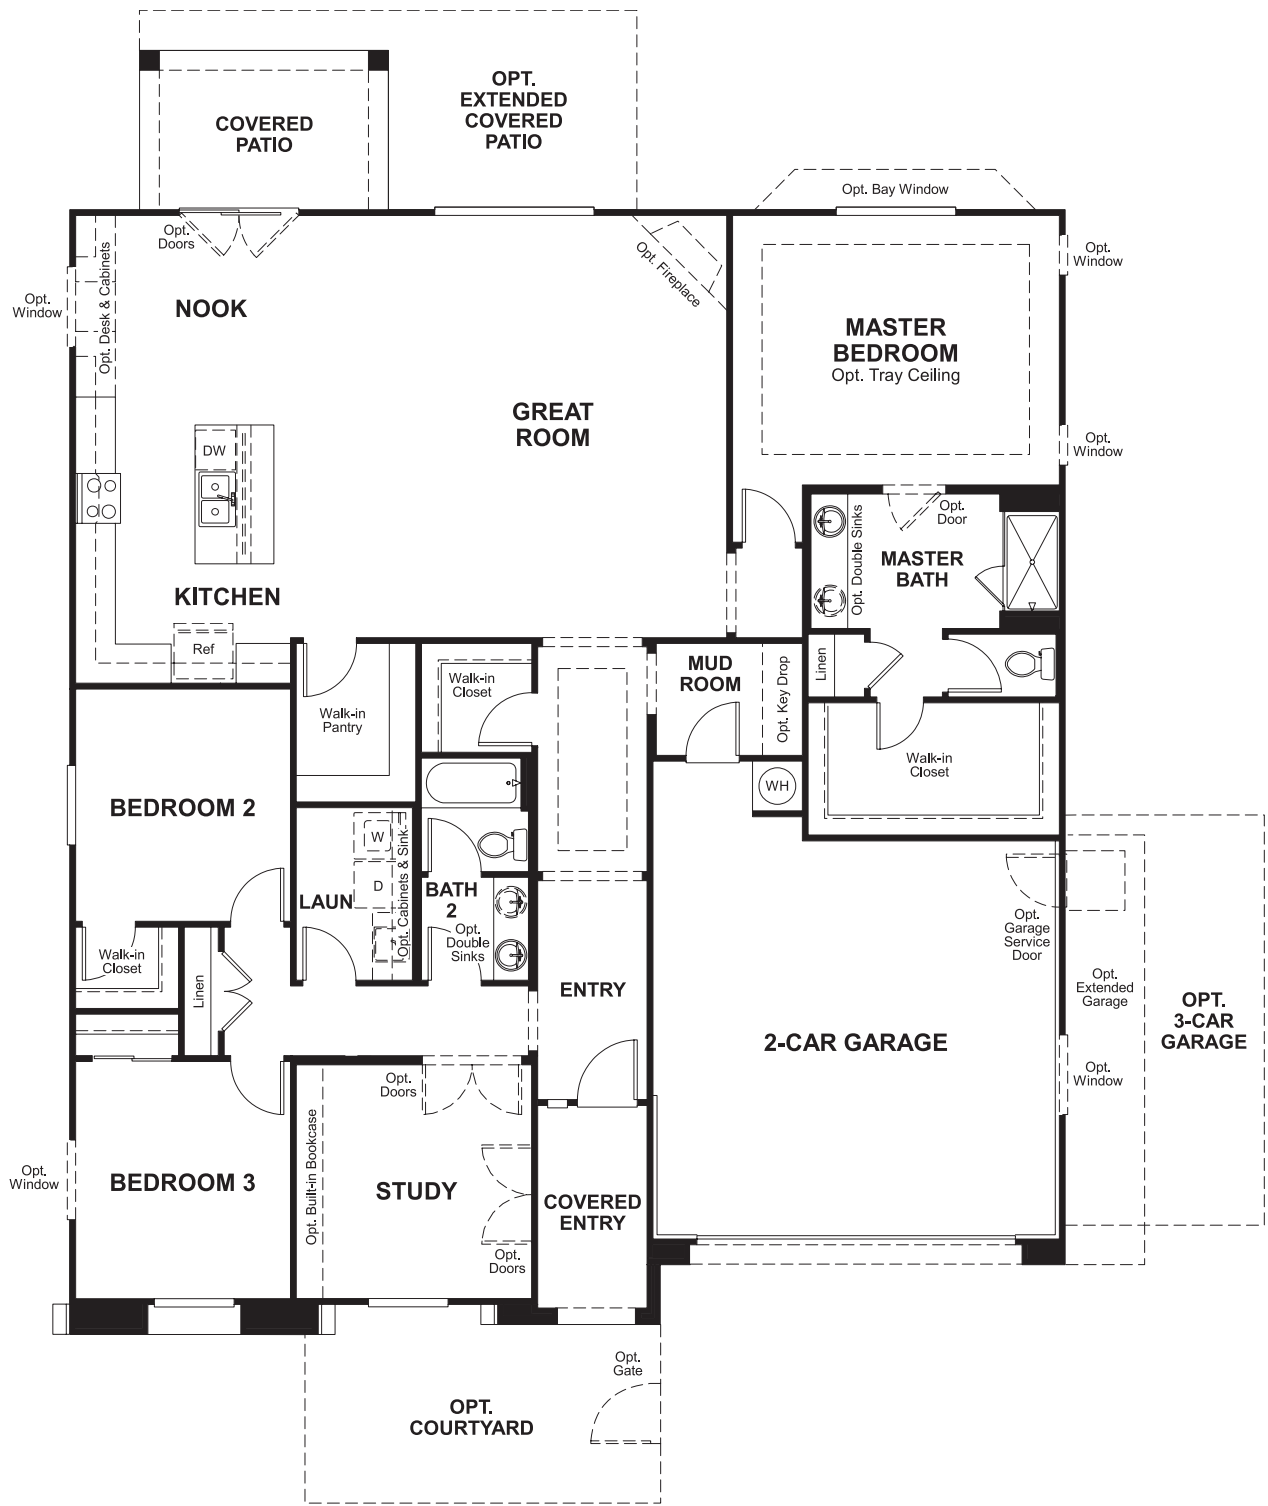 OPT.
EXTENDED
COVERED
PATIO
COVERED
PATIO
Opt. Bay Window
Opt.
Doors
Opt. Desk & Cabinets
Opt.
Window
NOOK
Opt. Fireplace
Opt.
Window
MASTER
BEDROOM
Opt. Tray Ceiling
GREAT
ROOM
Opt.
Window
DW
Opt. Double Sinks
Opt.
Door
MASTER
BATH
KITCHEN
Ref
Walk-in
Pantry
Walk-in
Closet
MUD
ROOM
Opt. Key Drop
Linen
Walk-in
Closet
WH
BEDROOM 2
W
D
Opt. Cabinets & Sink
LAUN
BATH
2
Opt.
Double
Sinks
Walk-in
Closet
Linen
ENTRY
Opt.
Garage
Service
Door
Opt.
Extended
Garage
OPT.
3-CAR
GARAGE
2-CAR GARAGE
Opt.
Window
Opt.
Doors
Opt. Built-in Bookcase
Opt.
Window
BEDROOM 3
STUDY
COVERED
ENTRY
Opt.
Doors
Opt.
Gate
OPT.
COURTYARD